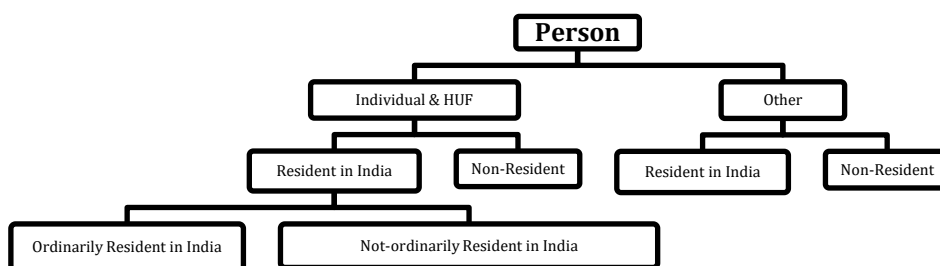 Person
Individual & HUF
Other
Resident in India
Non-Resident
Resident in India
Non-Resident
Ordinarily Resident in India
Not-ordinarily Resident in India